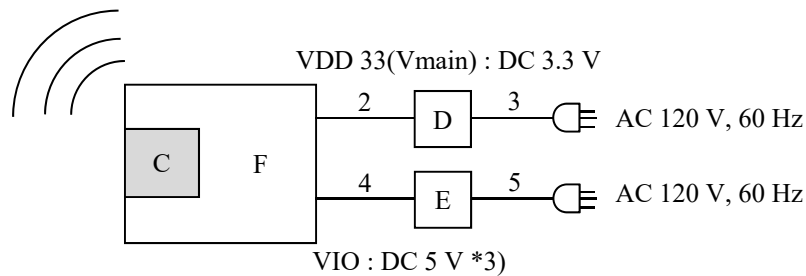 VDD 33(Vmain) : DC 3.3 V
2 3
D AC 120 V, 60 Hz
C F
4 5
E AC 120 V, 60 Hz
VIO : DC 5 V *3)